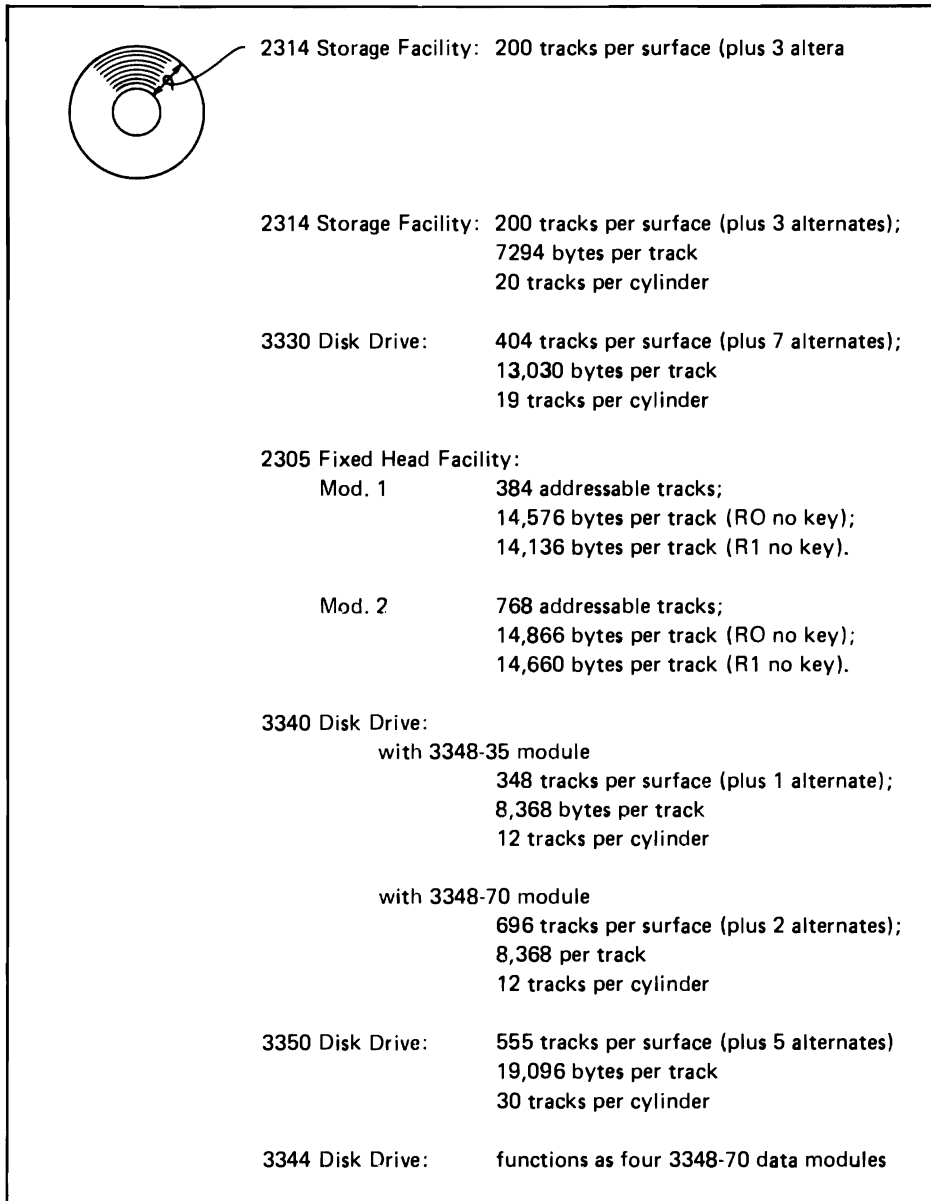 2314 Storage Facility: 200 tracks per surface (plus 3 altera
2314 Storage Facility: 200 tracks per surface (plus 3 alternates);
7294 bytes per track
20 tracks per cylinder
3330 Disk Drive: 404 tracks per surface (plus 7 alternates);
13,030 bytes per track
19 tracks per cylinder
2305 Fixed Head Facility:
Mod. 1 384 addressable tracks;
14,576 bytes per track (RO no key);
14,136 bytes per track (R1 no key).
Mod. 2 768 addressable tracks;
14,866 bytes per track (RO no key);
14,660 bytes per track (R1 no key).
3340 Disk Drive:
with 3348-35 module
348 tracks per surface (plus 1 alternate);
8,368 bytes per track
12 tracks per cylinder
with 3348-70 module
696 tracks per surface (plus 2 alternates);
8,368 per track
12 tracks per cylinder
3350 Disk Drive: 555 tracks per surface (plus 5 alternates)
19,096 bytes per track
30 tracks per cylinder
3344 Disk Drive: functions as four 3348-70 data modules